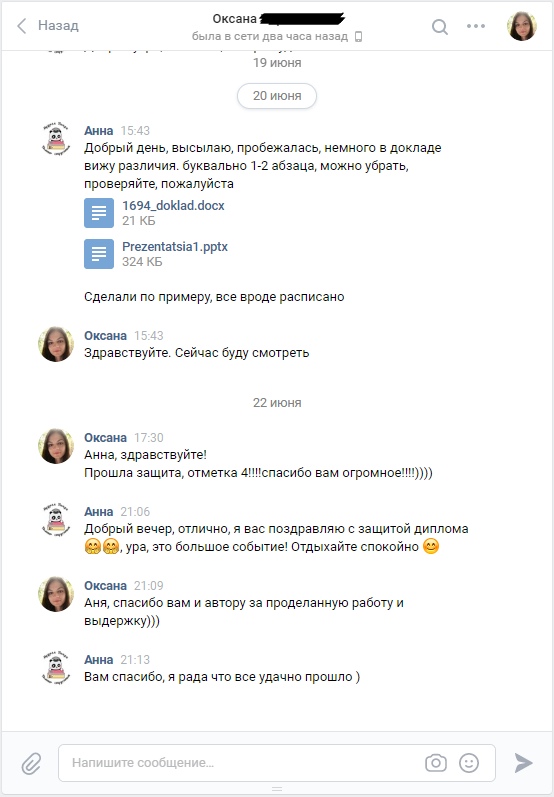 Назад
Оксана
была в сети два часа назад
19 июня
20 июня
Анна 15:43
Добрый день, высылаю, пробежалась, немного в докладе
вижу различия. буквально 1-2 абзаца, можно убрать,
проверяйте, пожалуйста
1694_doklad.docx
21 КБ
Prezentatsia1.pptx
324 КБ
Сделали по примеру, все вроде расписано
Оксана 15:43
Здравствуйте. Сейчас буду смотреть
22 июня
Оксана 17:30
Анна, здравствуйте!
Прошла защита, отметка 4!!!!спасибо вам огромное!!!!))))
Анна 21:06
Добрый вечер, отлично, я вас поздравляю с защитой диплома
🤗🤗, ура, это большое событие! Отдыхайте спокойно 😊
Оксана 21:09
Аня, спасибо вам и автору за проделанную работу и
выдержку)))
Анна 21:13
Вам спасибо, я рада что все удачно прошло )
Напишите сообщение...